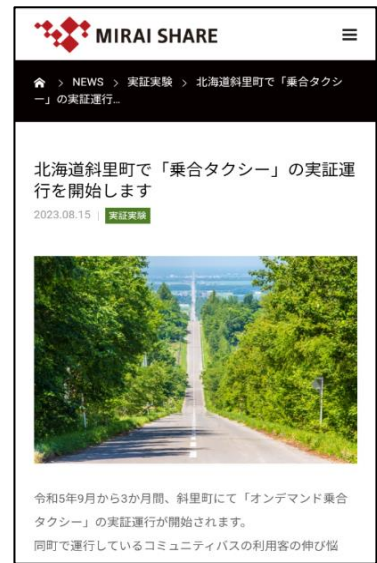 MIRAI SHARE
> NEWS > 実証実験 > 北海道斜里町で「乗合タクシ
ー」の実証運行…
北海道斜里町で「乗合タクシー」の実証運
行を開始します
2023.08.15 | 実証実験
令和5年9月から3か月間、斜里町にて「オンデマンド乗合
タクシー」の実証運行が開始されます。
同町で運行しているコミュニティバスの利用客の伸び悩